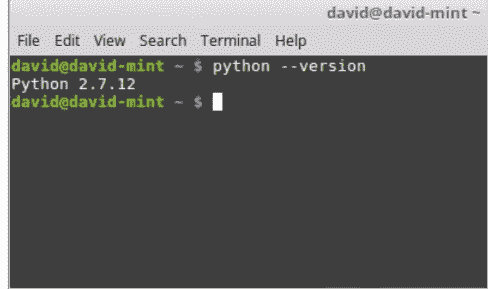 david@david-mint ~
File Edit View Search Terminal Help
david@david-mint ~ $ python --version
Python 2.7.12
david@david-mint ~ $